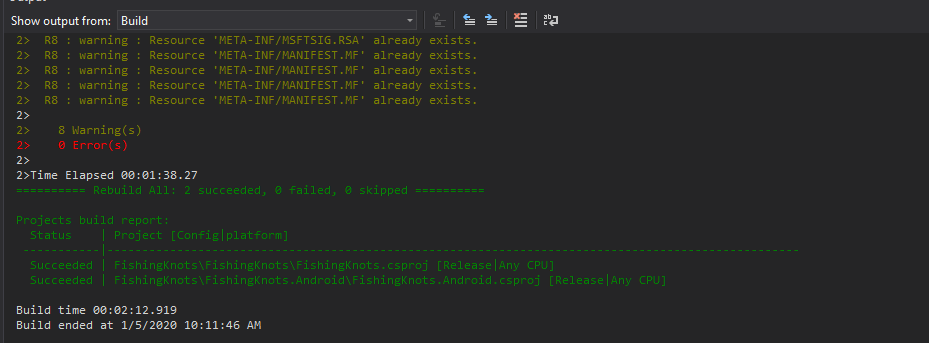 Output
Show output from: Build
2>  R8 : warning : Resource 'META-INF/MSFTSIG.RSA' already exists.
2>  R8 : warning : Resource 'META-INF/MANIFEST.MF' already exists.
2>  R8 : warning : Resource 'META-INF/MANIFEST.MF' already exists.
2>  R8 : warning : Resource 'META-INF/MANIFEST.MF' already exists.
2>  R8 : warning : Resource 'META-INF/MANIFEST.MF' already exists.
2>
2>    8 Warning(s)
2>    0 Error(s)
2>
2>Time Elapsed 00:01:38.27
========== Rebuild All: 2 succeeded, 0 failed, 0 skipped ==========
Projects build report:
  Status    | Project [Config|platform]
 -----------|---------------------------------------------------------------------------------------------------
  Succeeded | FishingKnots\FishingKnots\FishingKnots.csproj [Release|Any CPU]
  Succeeded | FishingKnots\FishingKnots.Android\FishingKnots.Android.csproj [Release|Any CPU]
Build time 00:02:12.919
Build ended at 1/5/2020 10:11:46 AM